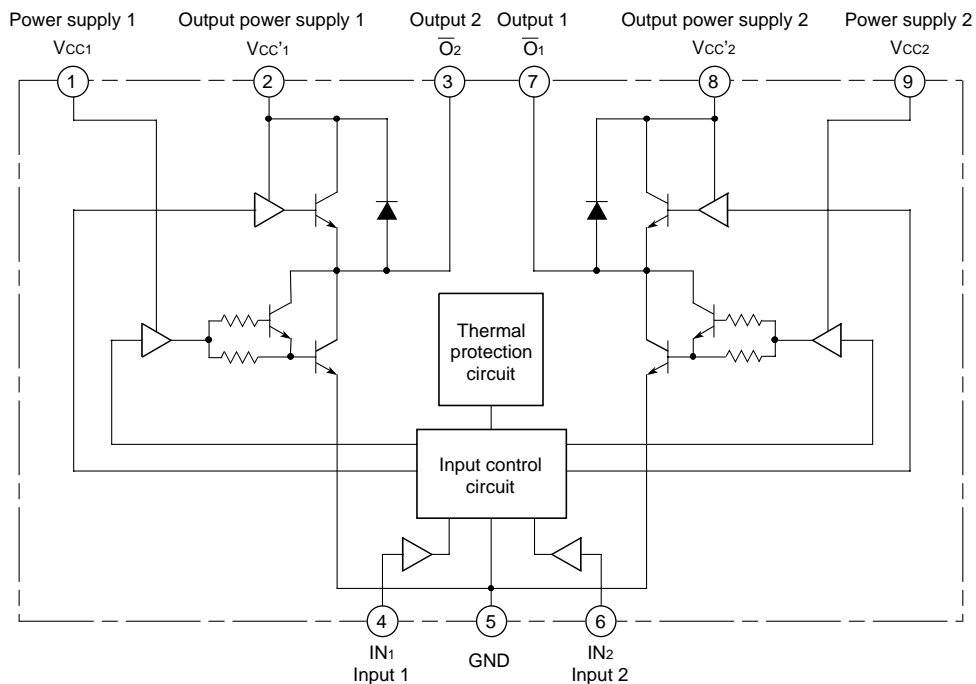 Power supply 1 Output power supply 1 Output 2 Output 1 Output power supply 2 Power supply 2
VCC1 VCC'1 O̅2 O̅1 VCC'2 VCC2
1 2 3 7 8 9
Thermal
protection
circuit
Input control
circuit
4 5 6
IN1 GND IN2
Input 1 Input 2